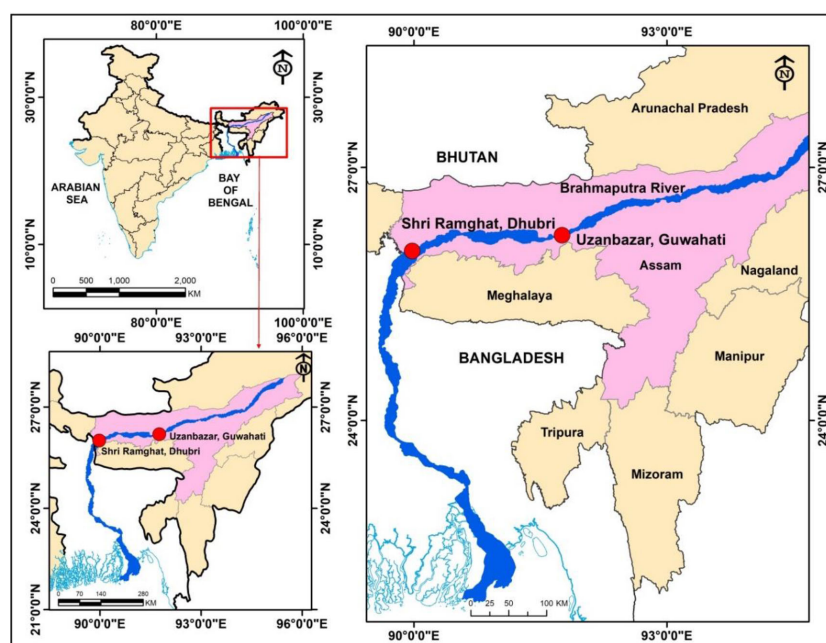 80°0'0"E
100°0'0"E
30°0'0"N
30°0'0"N
N
ARABIAN
SEA
BAY
OF
BENGAL
10°0'0"N
10°0'0"N
0
500
1,000
2,000
KM
80°0'0"E
100°0'0"E
90°0'0"E
93°0'0"E
96°0'0"E
N
27°0'0"N
27°0'0"N
Uzanbazar, Guwahati
Shri Ramghat, Dhubri
24°0'0"N
24°0'0"N
0
70
140
280
KM
21°0'0"N
21°0'0"N
90°0'0"E
93°0'0"E
96°0'0"E
90°0'0"E
93°0'0"E
N
Arunachal Pradesh
BHUTAN
27°0'0"N
27°0'0"N
Brahmaputra River
Shri Ramghat, Dhubri
Uzanbazar, Guwahati
Assam
Nagaland
Meghalaya
BANGLADESH
Manipur
24°0'0"N
24°0'0"N
Tripura
Mizoram
0
25
50
100 KM
90°0'0"E
93°0'0"E